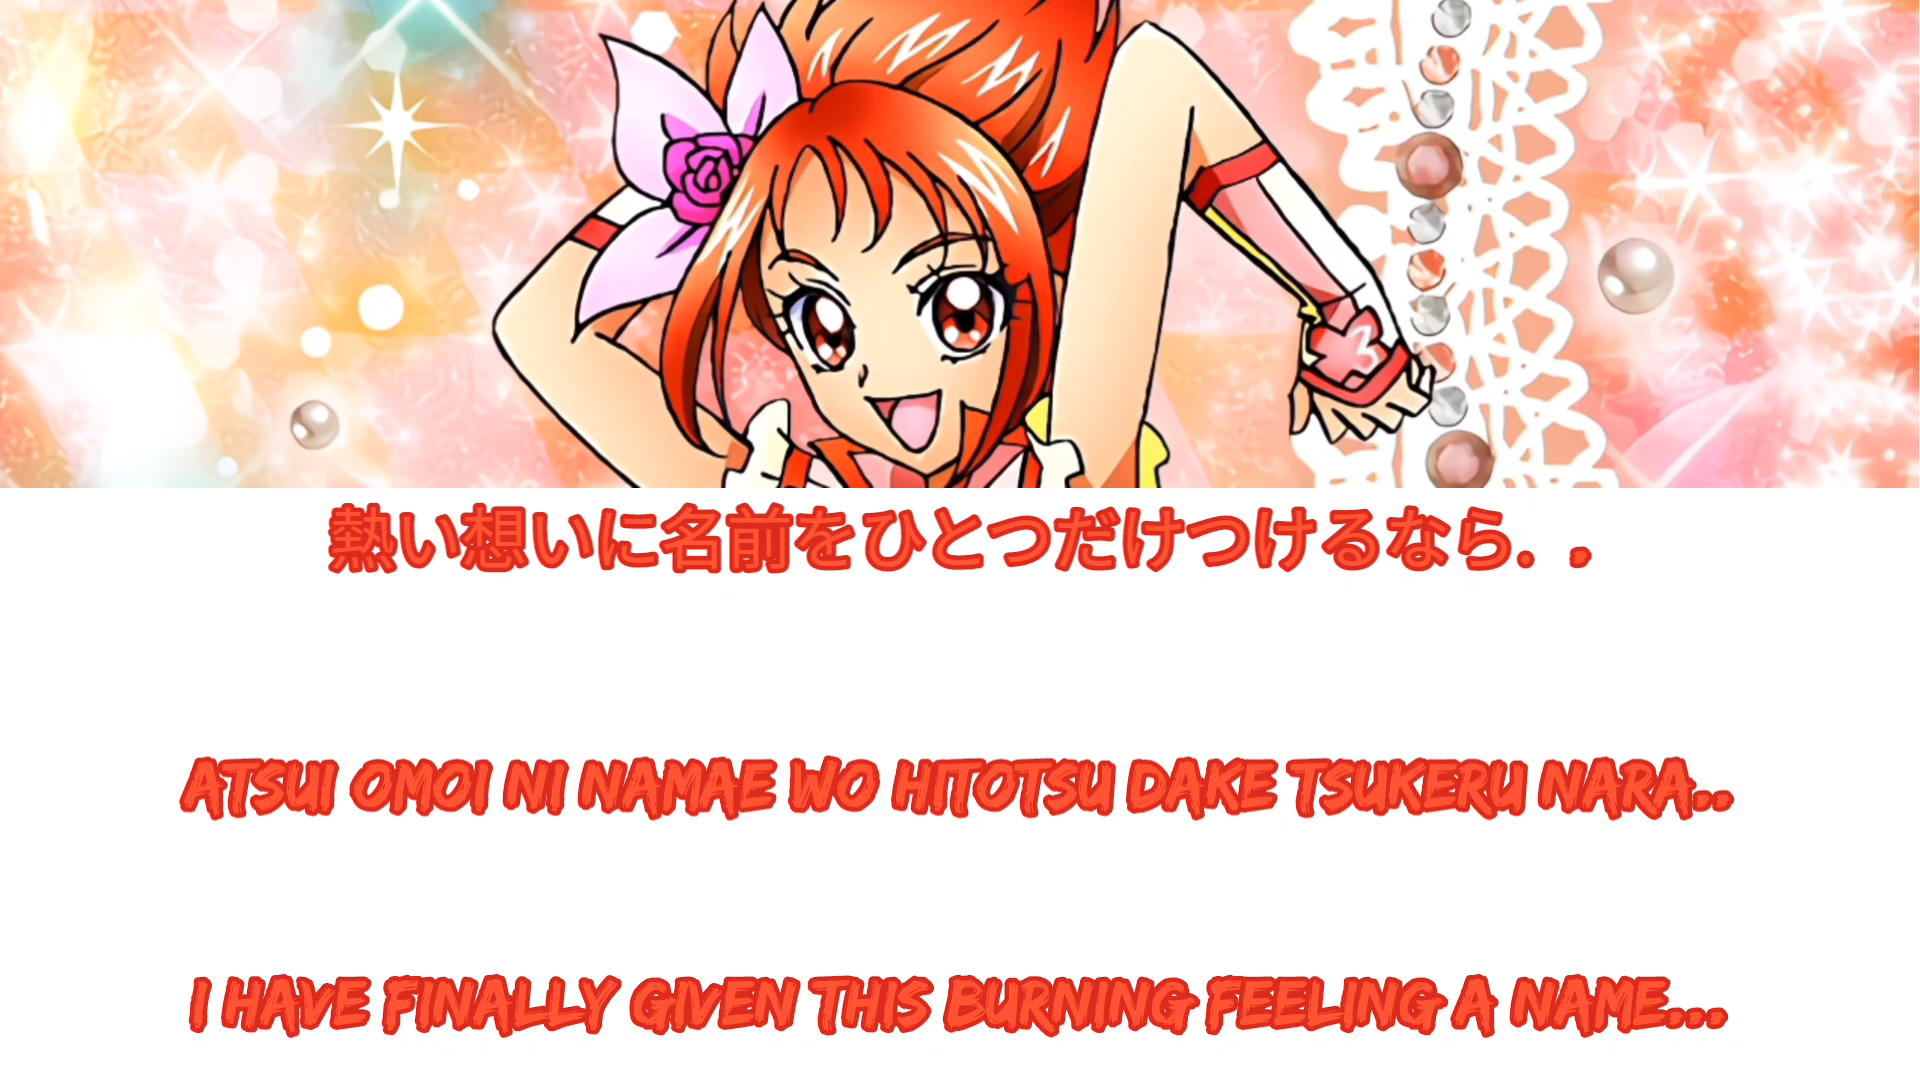 熱い想いに名前をひとつだけつけるなら. .
ATSUI OMOI NI NAMAE WO HITOTSU DAKE TSUKERU NARA..
I HAVE FINALLY GIVEN THIS BURNING FEELING A NAME...